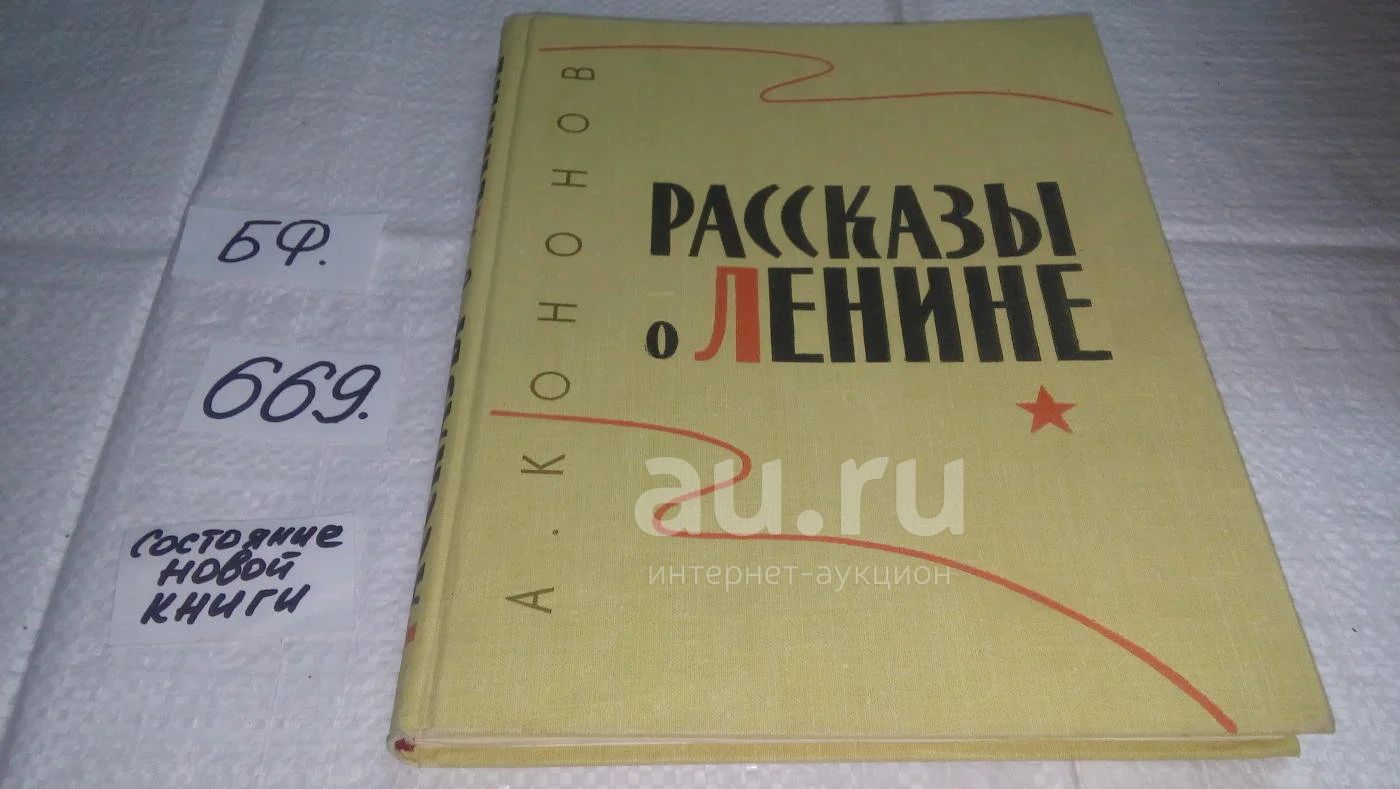 БФ.
669.
СОСТОЯНИЕ
НОВОЙ
КНИГИ
А. КОНОНОВ
РАССКАЗЫ
о ЛЕНИНЕ
au.ru
интернет-аукцион